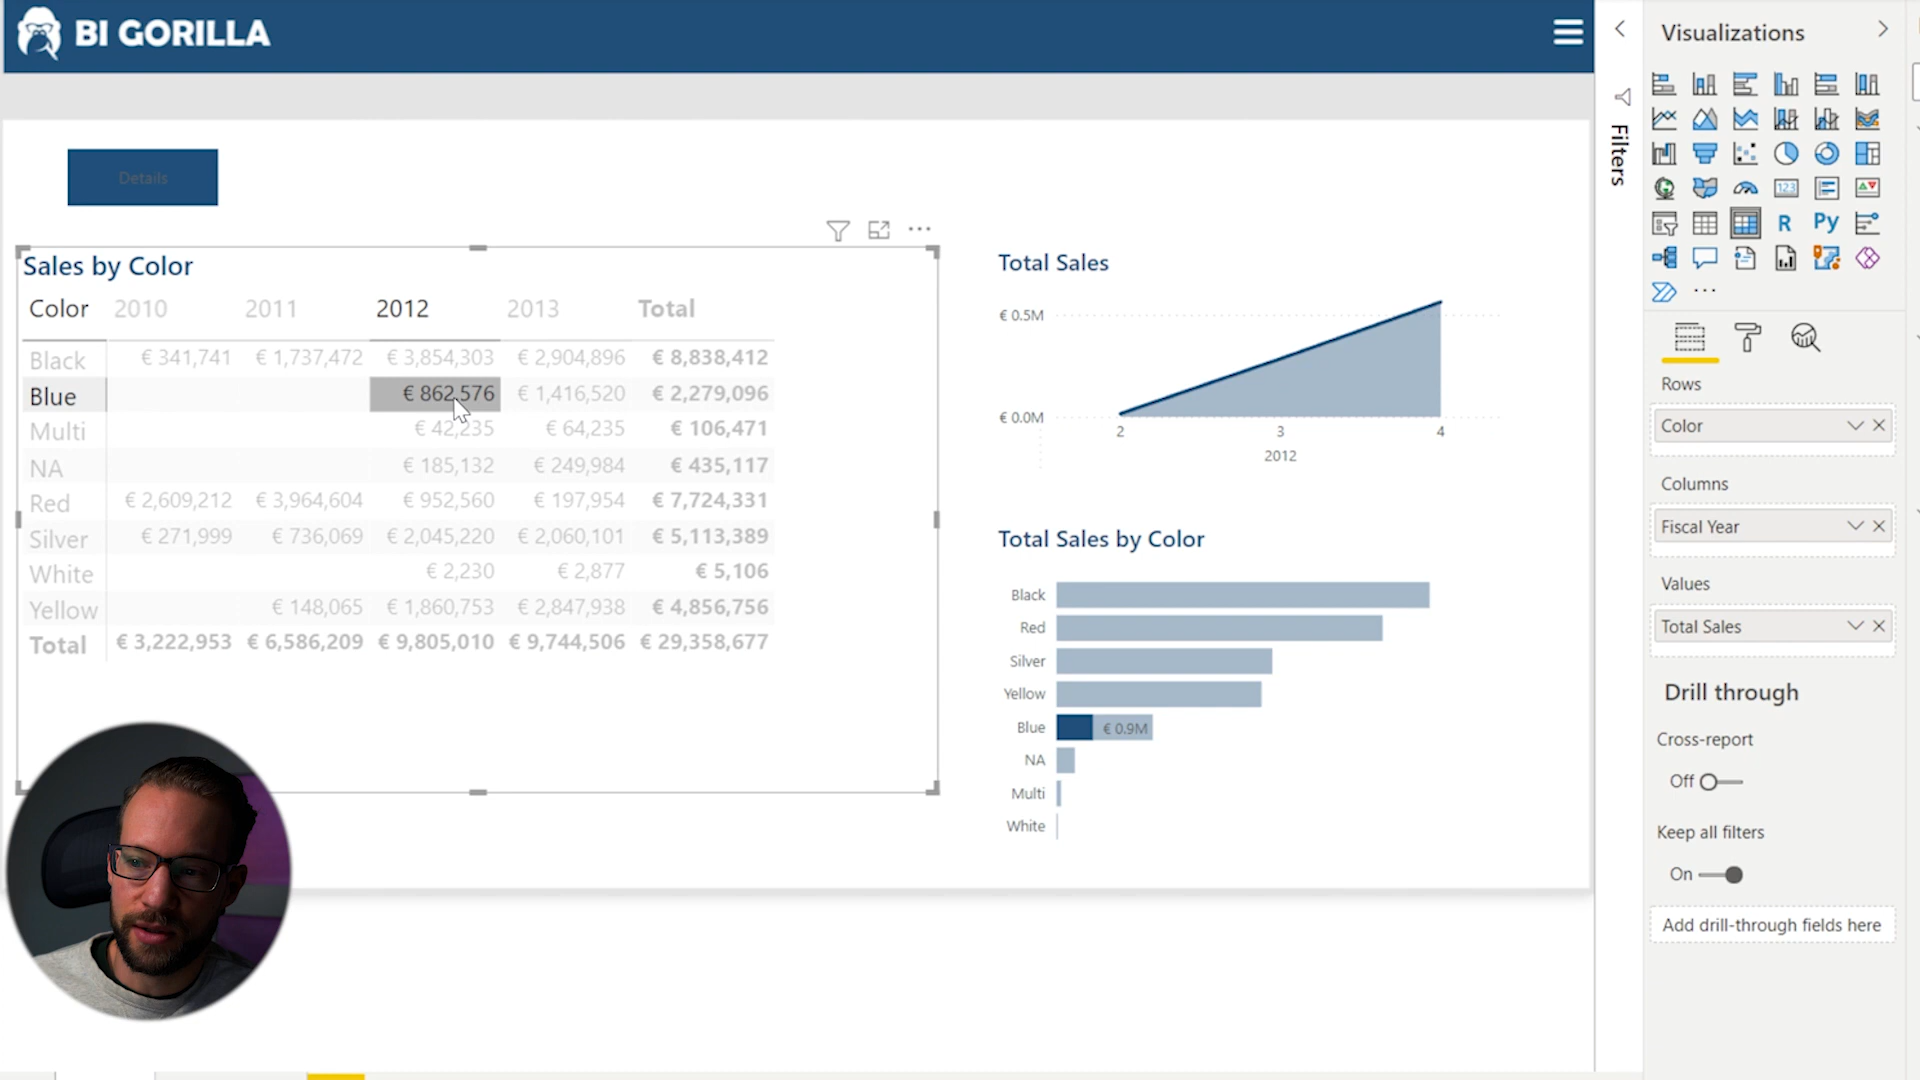 BI GORILLA
Details
Sales by Color
Color 2010 2011 2012 2013 Total
Black € 341,741 € 1,737,472 € 3,854,303 € 2,904,896 € 8,838,412
Blue € 862,576 € 1,416,520 € 2,279,096
Multi € 42,235 € 64,235 € 106,471
NA € 185,132 € 249,984 € 435,117
Red € 2,609,212 € 3,964,604 € 952,560 € 197,954 € 7,724,331
Silver € 271,999 € 736,069 € 2,045,220 € 2,060,101 € 5,113,389
White € 2,230 € 2,877 € 5,106
Yellow € 148,065 € 1,860,753 € 2,847,938 € 4,856,756
Total € 3,222,953 € 6,586,209 € 9,805,010 € 9,744,506 € 29,358,677
Total Sales
€ 0.5M
€ 0.0M
2 3 4
2012
Total Sales by Color
Black
Red
Silver
Yellow
Blue € 0.9M
NA
Multi
White
Filters
Visualizations
123
R Py
Rows
Color
Columns
Fiscal Year
Values
Total Sales
Drill through
Cross-report
Off
Keep all filters
On
Add drill-through fields here